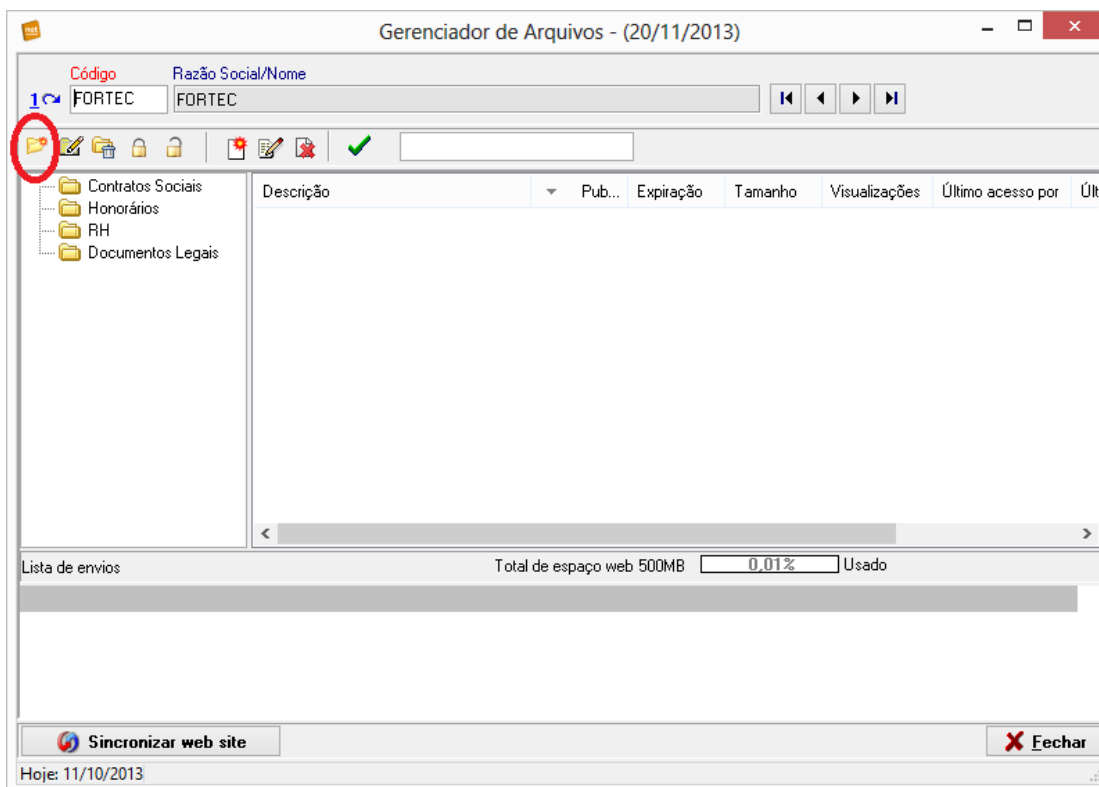 net
Gerenciador de Arquivos - (20/11/2013)
Código Razão Social/Nome
1 FORTEC FORTEC
Contratos Sociais
Honorários
RH
Documentos Legais
Descrição Pub... Expiração Tamanho Visualizações Último acesso por Últ
Lista de envios Total de espaço web 500MB 0,01% Usado
Sincronizar web site Fechar
Hoje: 11/10/2013